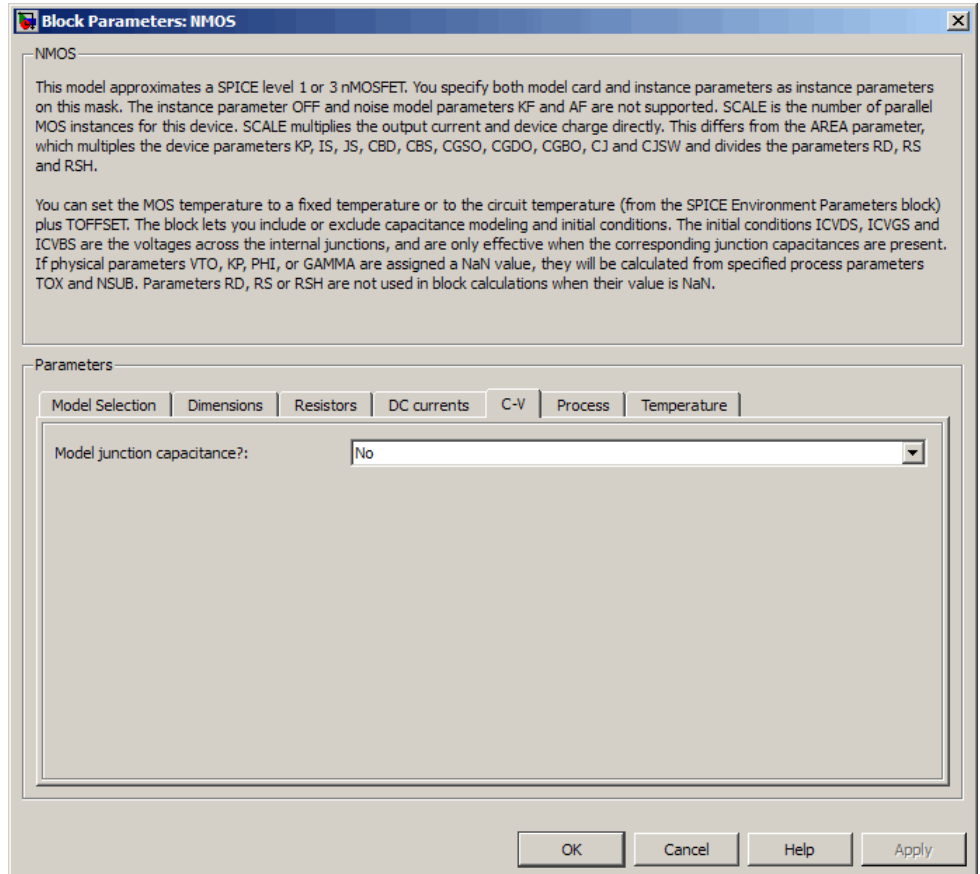 Block Parameters: NMOS
NMOS
This model approximates a SPICE level 1 or 3 nMOSFET. You specify both model card and instance parameters as instance parameters
on this mask. The instance parameter OFF and noise model parameters KF and AF are not supported. SCALE is the number of parallel
MOS instances for this device. SCALE multiplies the output current and device charge directly. This differs from the AREA parameter,
which multiples the device parameters KP, IS, JS, CBD, CBS, CGSO, CGDO, CGBO, CJ and CJSW and divides the parameters RD, RS
and RSH.
You can set the MOS temperature to a fixed temperature or to the circuit temperature (from the SPICE Environment Parameters block)
plus TOFFSET. The block lets you include or exclude capacitance modeling and initial conditions. The initial conditions ICVDS, ICVGS and
ICVBS are the voltages across the internal junctions, and are only effective when the corresponding junction capacitances are present.
If physical parameters VTO, KP, PHI, or GAMMA are assigned a NaN value, they will be calculated from specified process parameters
TOX and NSUB. Parameters RD, RS or RSH are not used in block calculations when their value is NaN.
Parameters
Model Selection Dimensions Resistors DC currents C-V Process Temperature
Model junction capacitance?: No
OK Cancel Help Apply